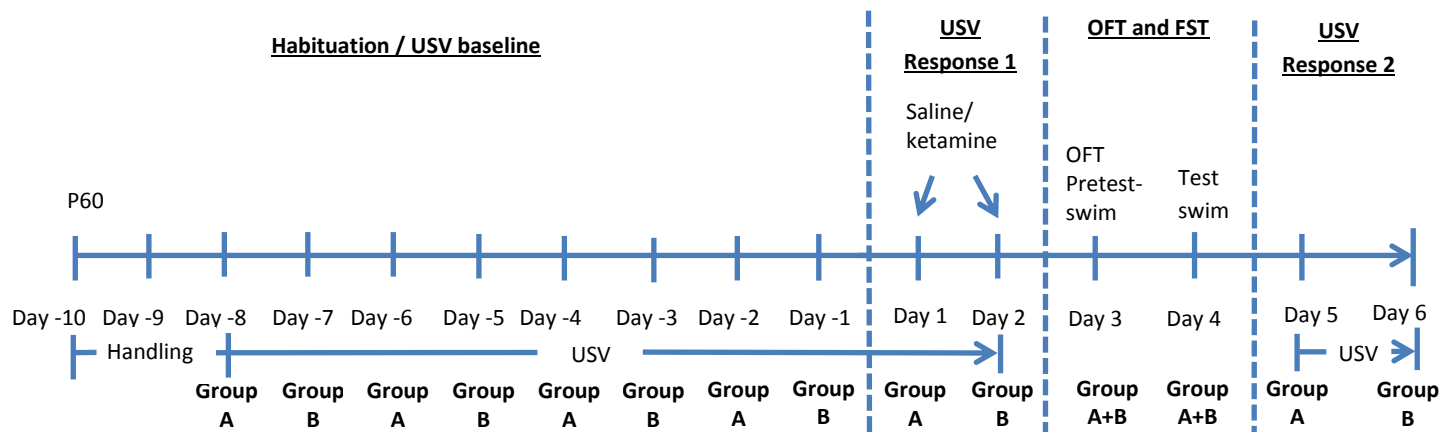 Habituation / USV baseline
USV
Response 1
OFT and FST
USV
Response 2
Saline/
ketamine
P60
OFT
Pretest-
swim
Test
swim
Day -10 Day -9 Day -8 Day -7 Day -6 Day -5 Day -4 Day -3 Day -2 Day -1 Day 1 Day 2 Day 3 Day 4 Day 5 Day 6
Handling USV USV
Group Group Group Group Group Group Group Group Group Group Group Group Group Group
A B A B A B A B A B A+B A+B A B